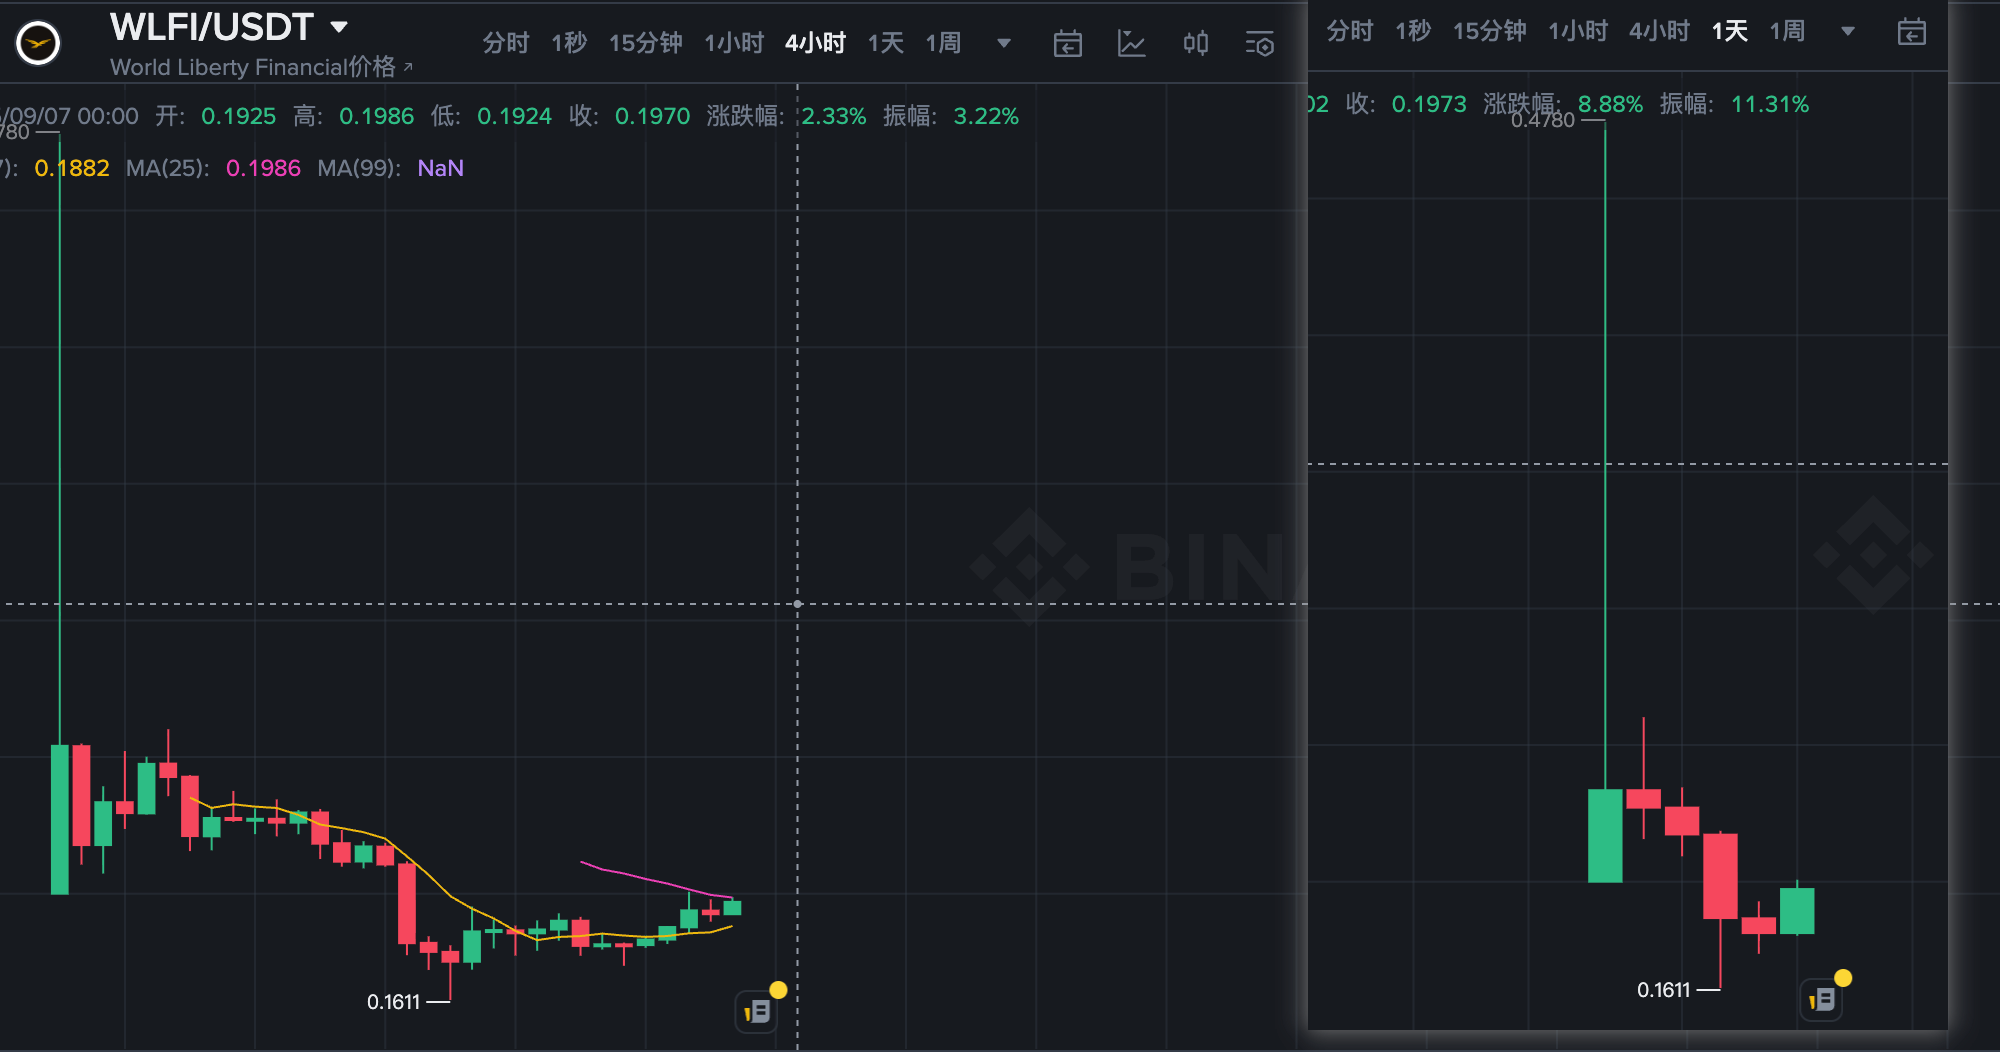 WLFI/USDT
World Liberty Financial价格
分时 1秒 15分钟 1小时 4小时 1天 1周
/09/07 00:00 开: 0.1925 高: 0.1986 低: 0.1924 收: 0.1970 涨跌幅: 2.33% 振幅: 3.22%
780
7): 0.1882 MA(25): 0.1986 MA(99): NaN
BINA
0.1611
分时 1秒 15分钟 1小时 4小时 1天 1周
02 收: 0.1973 涨跌幅: 8.88% 振幅: 11.31%
0.4780
0.1611